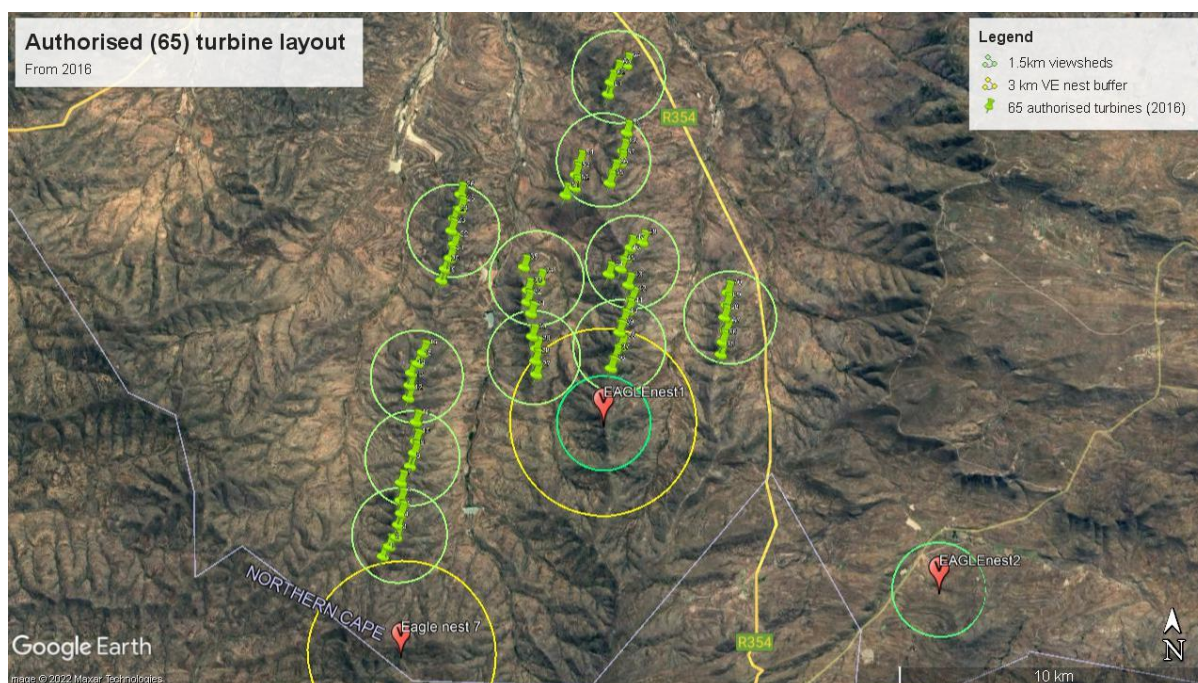 Authorised (65) turbine layout
From 2016
Legend
1.5km viewsheds
3 km VE nest buffer
65 authorised turbines (2016)
R354
EAGLEnest1
EAGLEnest2
NORTHERN CAPE
Eagle nest 7
R354
Google Earth
Image © 2022 Maxar Technologies
10 km
N